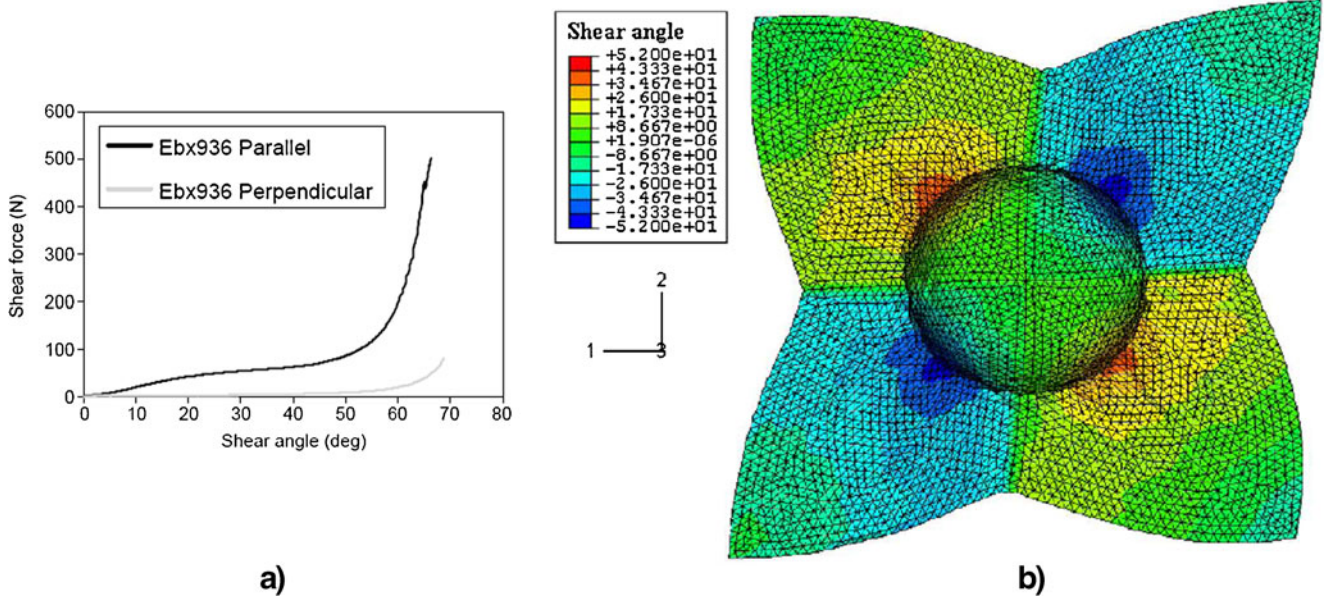 600
500
400
300
200
100
0
Shear force (N)
Ebx936 Parallel
Ebx936 Perpendicular
0 10 20 30 40 50 60 70 80
Shear angle (deg)
a)
Shear angle
+5.200e+01
+4.333e+01
+3.467e+01
+2.600e+01
+1.733e+01
+8.667e+00
+1.907e-06
-8.667e+00
-1.733e+01
-2.600e+01
-3.467e+01
-4.333e+01
-5.200e+01
2
1
3
b)